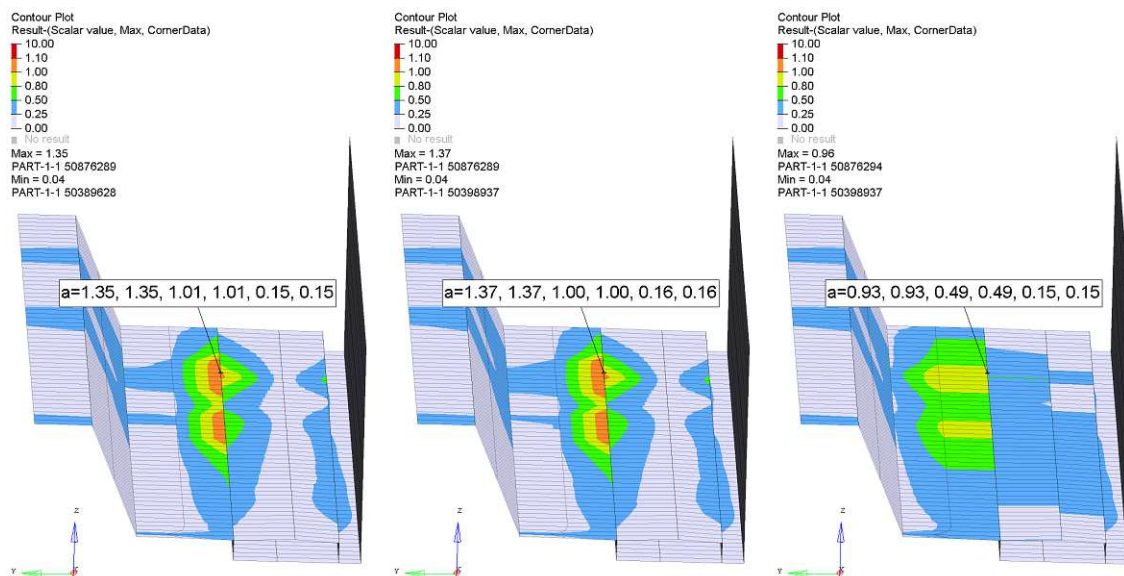 Contour Plot
Result-(Scalar value, Max, CornerData)
10.00
1.10
1.00
0.80
0.50
0.25
0.00
No result
Max = 1.35
PART-1-1 50876289
Min = 0.04
PART-1-1 50389628
a=1.35, 1.35, 1.01, 1.01, 0.15, 0.15
Z
Y
X
Contour Plot
Result-(Scalar value, Max, CornerData)
10.00
1.10
1.00
0.80
0.50
0.25
0.00
No result
Max = 1.37
PART-1-1 50876289
Min = 0.04
PART-1-1 50398937
a=1.37, 1.37, 1.00, 1.00, 0.16, 0.16
Z
Y
X
Contour Plot
Result-(Scalar value, Max, CornerData)
10.00
1.10
1.00
0.80
0.50
0.25
0.00
No result
Max = 0.96
PART-1-1 50876294
Min = 0.04
PART-1-1 50398937
a=0.93, 0.93, 0.49, 0.49, 0.15, 0.15
Z
Y
X